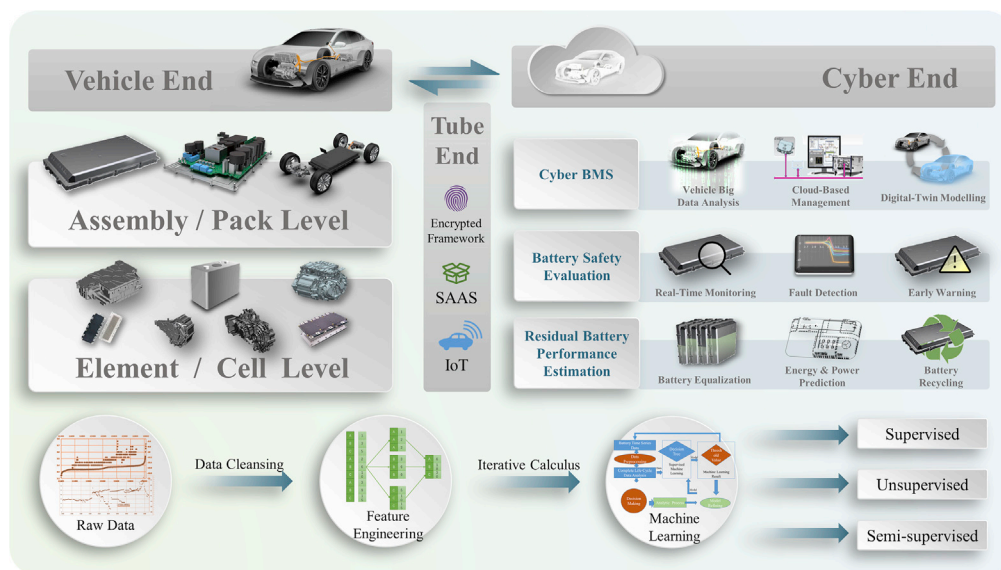 Vehicle End
Cyber End
Assembly / Pack Level
Element / Cell Level
Tube
End
Encrypted
Framework
SAAS
IoT
Cyber BMS
Vehicle Big
Data Analysis
Cloud-Based
Management
Digital-Twin Modelling
Battery Safety
Evaluation
Real-Time Monitoring
Fault Detection
Early Warning
Residual Battery
Performance
Estimation
Battery Equalization
Energy & Power
Prediction
Battery
Recycling
Raw Data
Data Cleansing
Feature
Engineering
Iterative Calculus
Machine
Learning
Supervised
Unsupervised
Semi-supervised